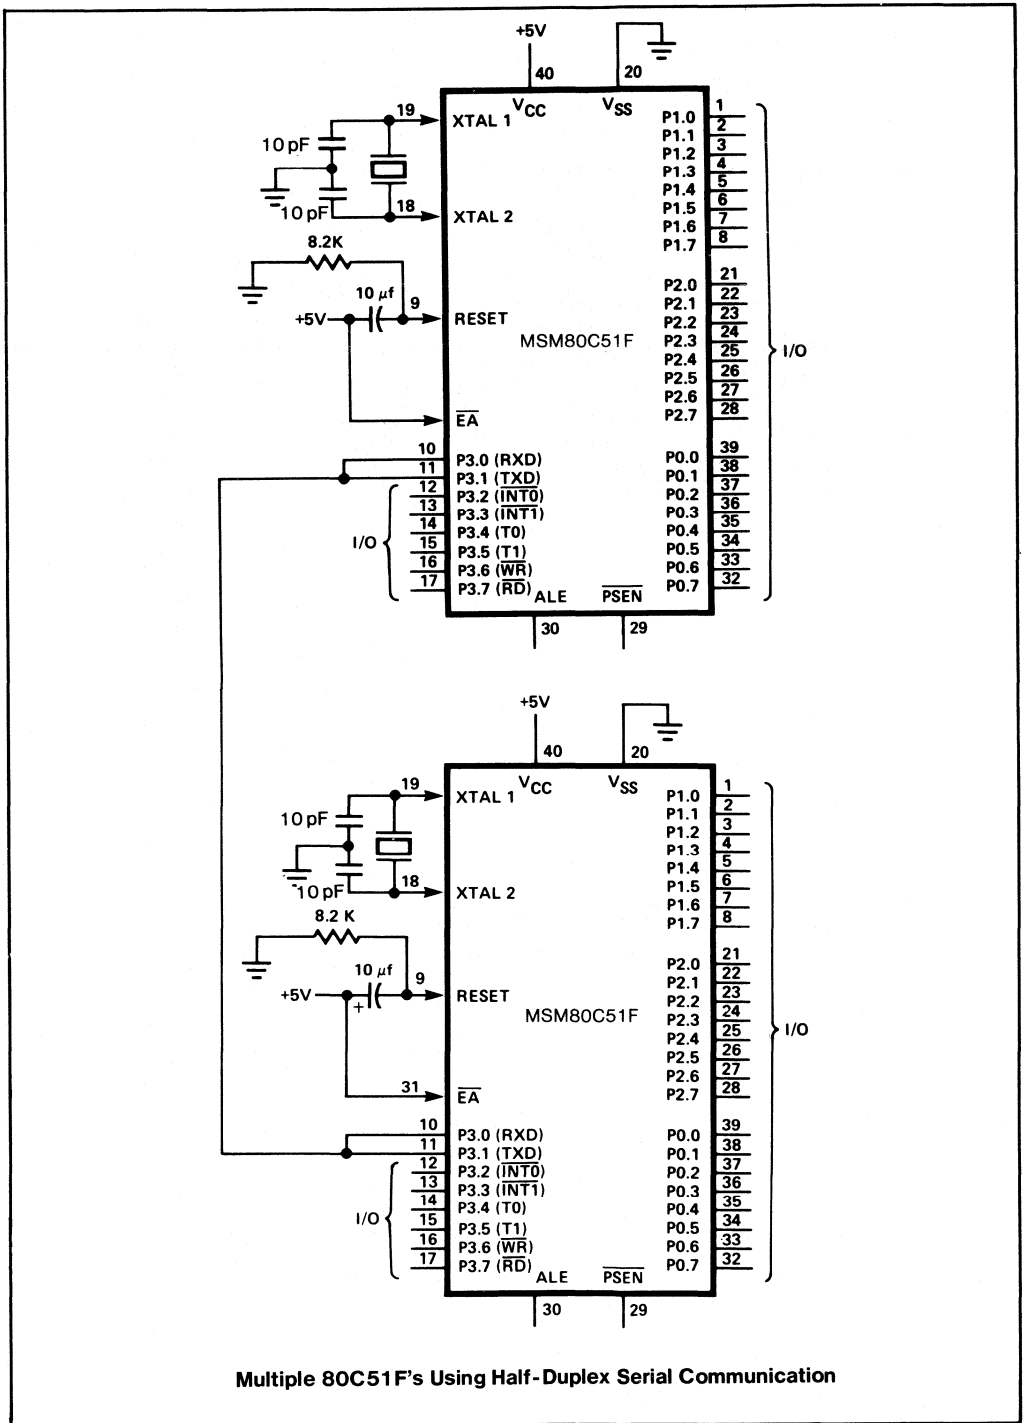 +5V
40
20
VCC
VSS
19
XTAL 1
10 pF
10 pF
18
XTAL 2
8.2K
10 µf
9
+5V
RESET
MSM80C51F
EA
P1.0 1
P1.1 2
P1.2 3
P1.3 4
P1.4 5
P1.5 6
P1.6 7
P1.7 8
P2.0 21
P2.1 22
P2.2 23
P2.3 24
P2.4 25
P2.5 26
P2.6 27
P2.7 28
I/O
P0.0 39
P0.1 38
P0.2 37
P0.3 36
P0.4 35
P0.5 34
P0.6 33
P0.7 32
10 P3.0 (RXD)
11 P3.1 (TXD)
12 P3.2 (INT0)
13 P3.3 (INT1)
14 P3.4 (T0)
15 P3.5 (T1)
16 P3.6 (WR)
17 P3.7 (RD)
I/O
ALE
PSEN
30
29
+5V
40
20
VCC
VSS
19
XTAL 1
10 pF
10 pF
18
XTAL 2
8.2 K
10 µf
9
+5V
+
RESET
MSM80C51F
31
EA
P1.0 1
P1.1 2
P1.2 3
P1.3 4
P1.4 5
P1.5 6
P1.6 7
P1.7 8
P2.0 21
P2.1 22
P2.2 23
P2.3 24
P2.4 25
P2.5 26
P2.6 27
P2.7 28
I/O
P0.0 39
P0.1 38
P0.2 37
P0.3 36
P0.4 35
P0.5 34
P0.6 33
P0.7 32
10 P3.0 (RXD)
11 P3.1 (TXD)
12 P3.2 (INT0)
13 P3.3 (INT1)
14 P3.4 (T0)
15 P3.5 (T1)
16 P3.6 (WR)
17 P3.7 (RD)
I/O
ALE
PSEN
30
29
Multiple 80C51F's Using Half-Duplex Serial Communication